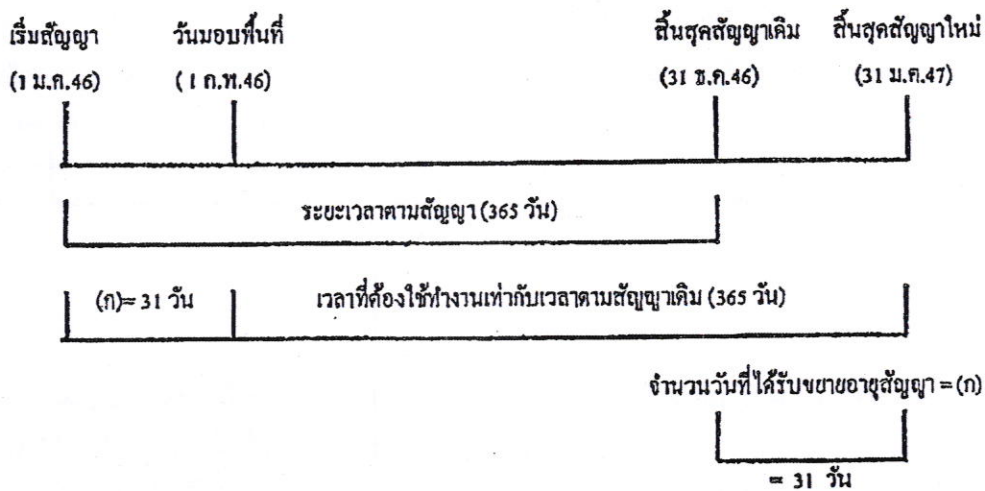 เริ่มสัญญา วันมอบพื้นที่ สิ้นสุดสัญญาเดิม สิ้นสุดสัญญาใหม่
(1 ม.ค.46) (1 ก.พ.46) (31 ธ.ค.46) (31 ม.ค.47)
ระยะเวลาตามสัญญา (365 วัน)
(ก)= 31 วัน เวลาที่ต้องใช้ทำงานเท่ากับเวลาตามสัญญาเดิม (365 วัน)
จำนวนวันที่ได้รับขยายอายุสัญญา = (ก)
= 31 วัน